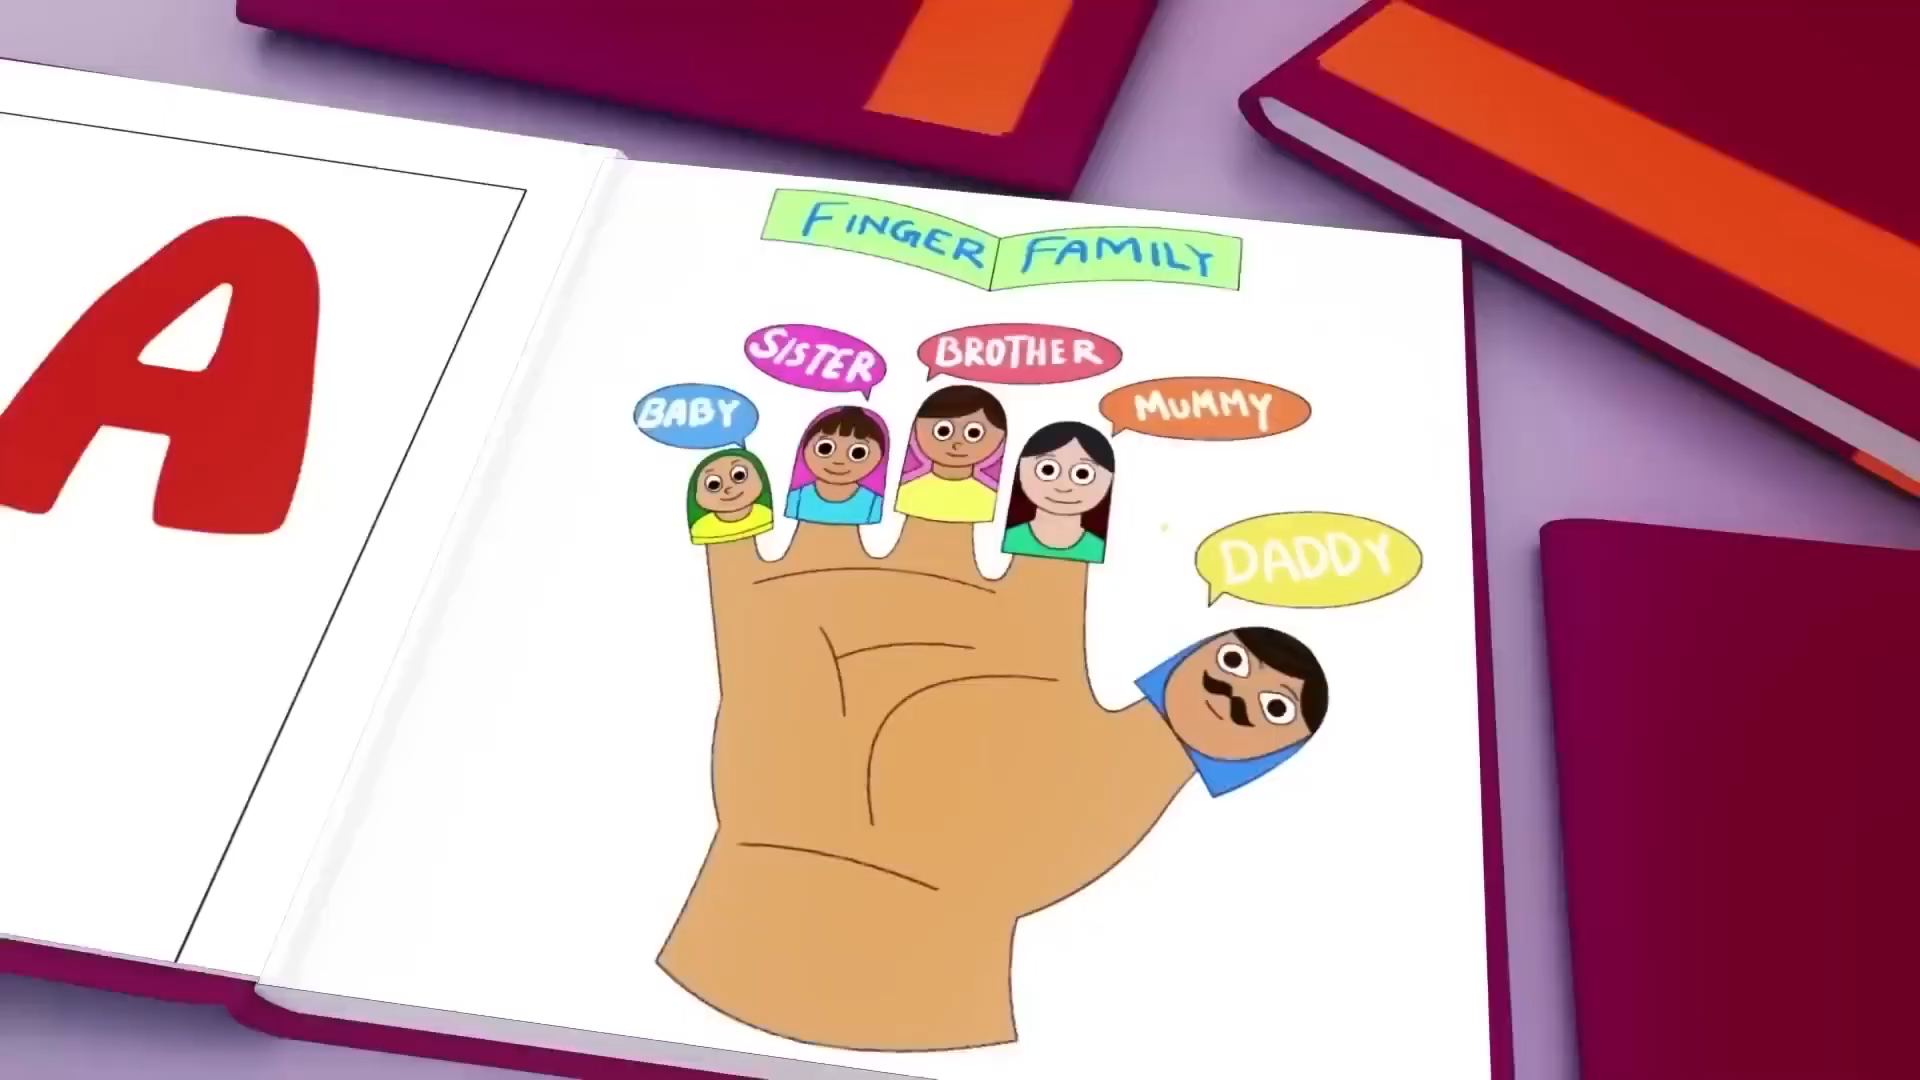 A
FINGER FAMILY
SISTER
BROTHER
BABY
MUMMY
DADDY